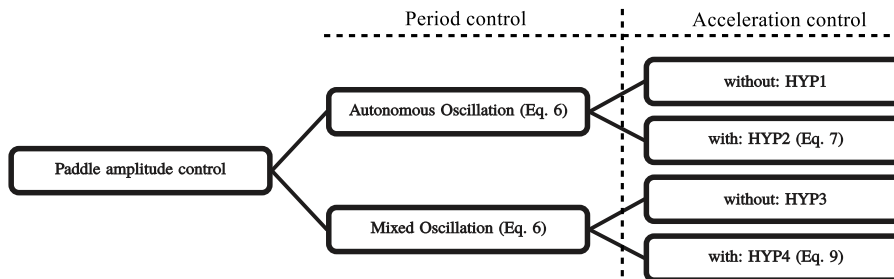 Period control
Acceleration control
without: HYP1
Autonomous Oscillation (Eq. 6)
with: HYP2 (Eq. 7)
Paddle amplitude control
without: HYP3
Mixed Oscillation (Eq. 6)
with: HYP4 (Eq. 9)